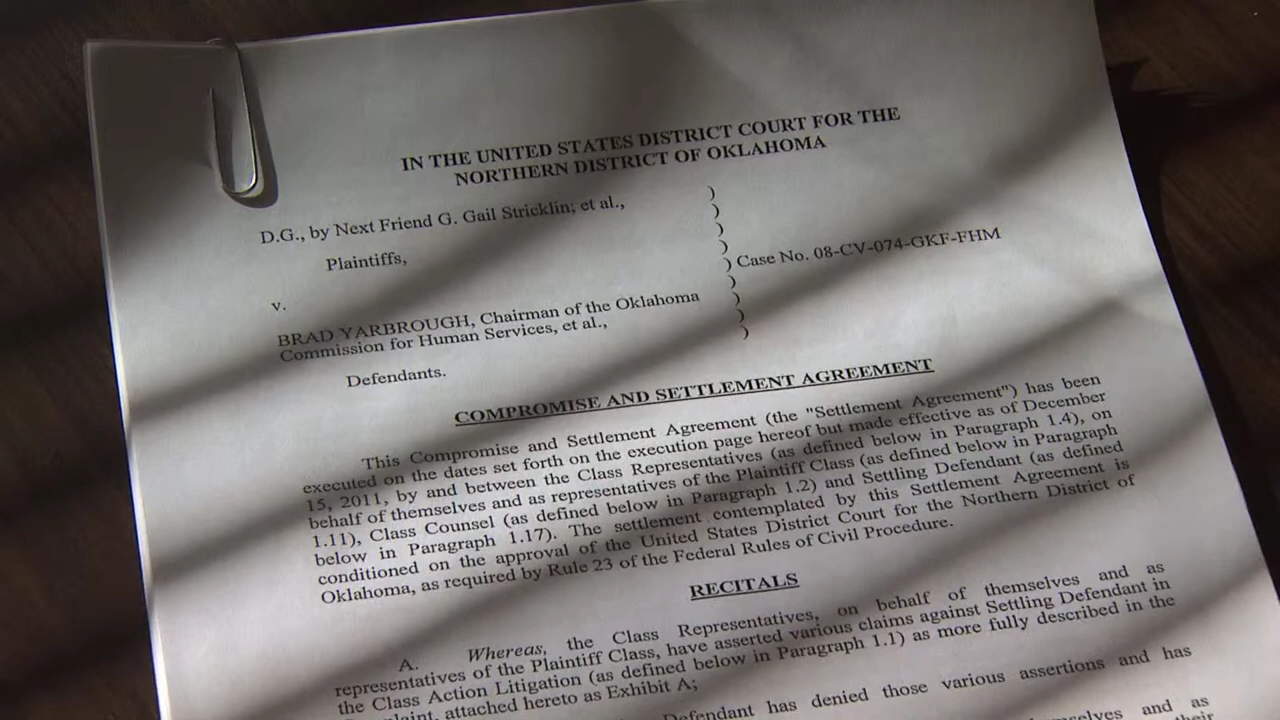 IN THE UNITED STATES DISTRICT COURT FOR THE
NORTHERN DISTRICT OF OKLAHOMA
D.G., by Next Friend G. Gail Stricklin; et al.,
Plaintiffs,
v.
BRAD YARBROUGH, Chairman of the Oklahoma
Commission for Human Services, et al.,
Defendants.
)
)
)
)
) Case No. 08-CV-074-GKF-FHM
)
)
)
)
COMPROMISE AND SETTLEMENT AGREEMENT
This Compromise and Settlement Agreement (the "Settlement Agreement") has been
executed on the dates set forth on the execution page hereof but made effective as of December
15, 2011, by and between the Class Representatives (as defined below in Paragraph 1.4), on
behalf of themselves and as representatives of the Plaintiff Class (as defined below in Paragraph
1.11), Class Counsel (as defined below in Paragraph 1.2) and Settling Defendant (as defined
below in Paragraph 1.17). The settlement contemplated by this Settlement Agreement is
conditioned on the approval of the United States District Court for the Northern District of
Oklahoma, as required by Rule 23 of the Federal Rules of Civil Procedure.
RECITALS
A. Whereas, the Class Representatives, on behalf of themselves and as
representatives of the Plaintiff Class, have asserted various claims against Settling Defendant in
the Class Action Litigation (as defined below in Paragraph 1.1) as more fully described in the
attached hereto as Exhibit A;
Defendant has denied those various assertions and has
and as